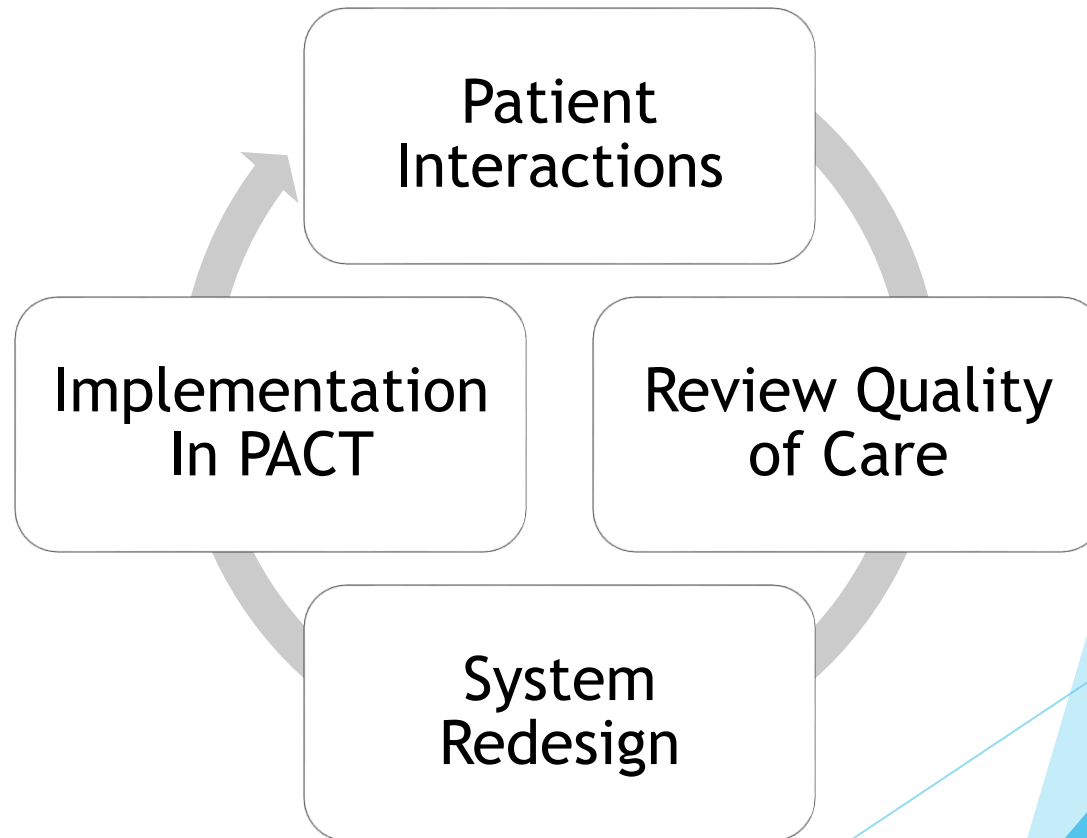 Patient
Interactions
Review Quality
of Care
System
Redesign
Implementation
In PACT